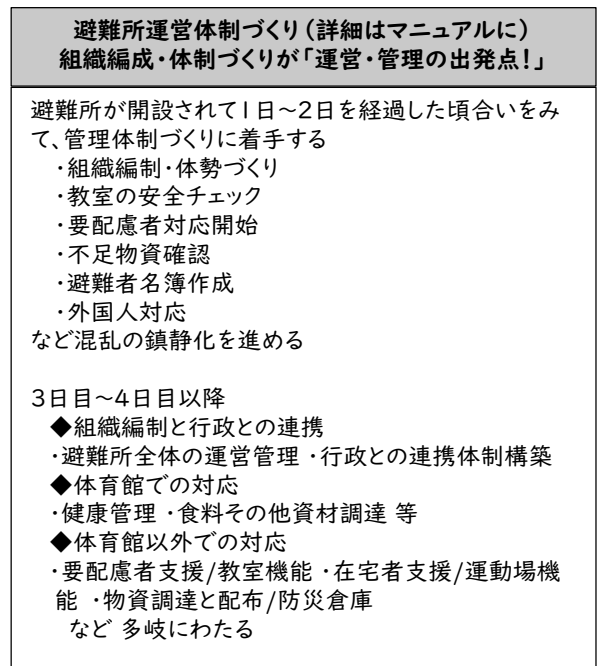 避難所運営体制づくり（詳細はマニュアルに）
組織編成・体制づくりが「運営・管理の出発点！」
避難所が開設されて1日～2日を経過した頃合いをみ
て、管理体制づくりに着手する
・組織編制・体勢づくり
・教室の安全チェック
・要配慮者対応開始
・不足物資確認
・避難者名簿作成
・外国人対応
など混乱の鎮静化を進める
3日目～4日目以降
◆組織編制と行政との連携
・避難所全体の運営管理 ・行政との連携体制構築
◆体育館での対応
・健康管理 ・食料その他資材調達 等
◆体育館以外での対応
・要配慮者支援/教室機能 ・在宅者支援/運動場機
能 ・物資調達と配布/防災倉庫
など 多岐にわたる